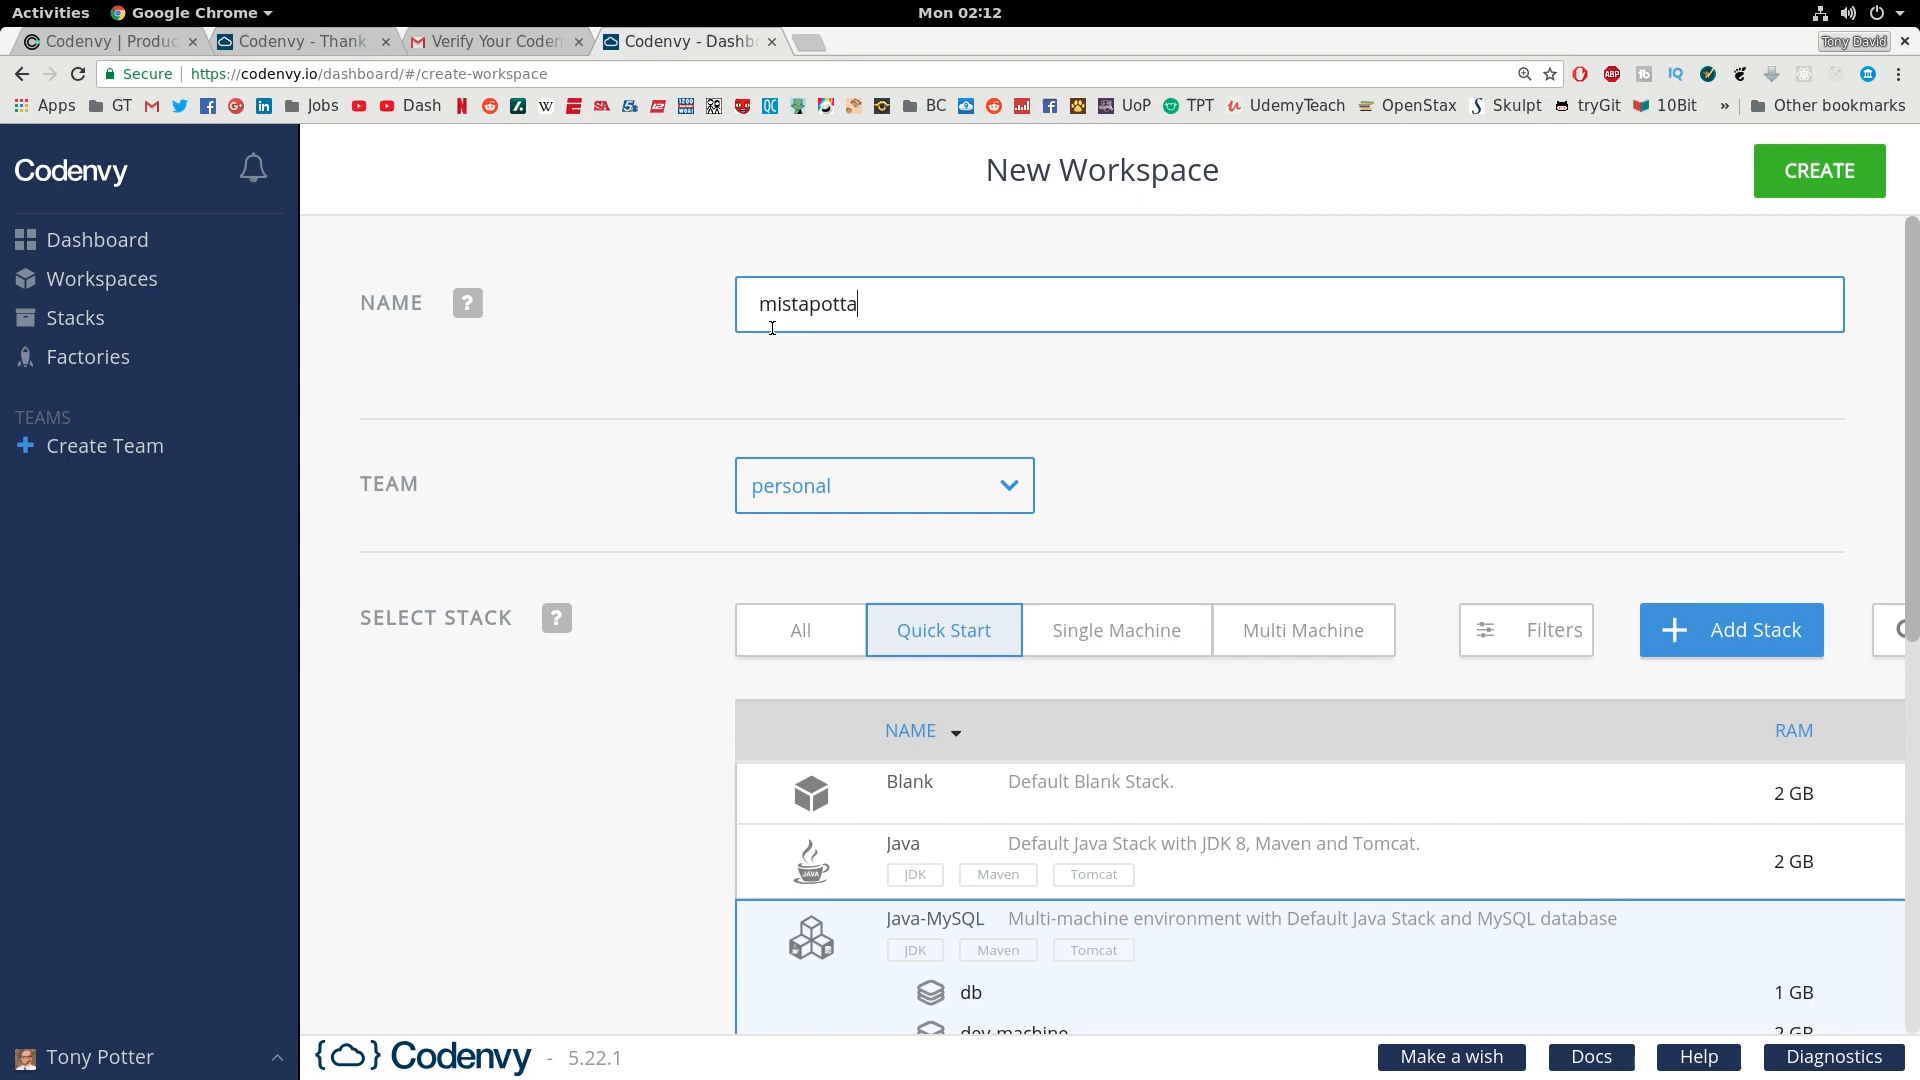 Activities Google Chrome Mon 02:12
Codenvy | Produc Codenvy - Thank Verify Your Coden Codenvy - Dashb Tony David
Secure https://codenvy.io/dashboard/#/create-workspace
Apps GT Jobs Dash BC UoP TPT UdemyTeach OpenStax Skulpt tryGit 10Bit » Other bookmarks
Codenvy
New Workspace
CREATE
Dashboard
Workspaces
Stacks
Factories
TEAMS
Create Team
NAME ? mistapotta
TEAM personal
SELECT STACK ? All Quick Start Single Machine Multi Machine Filters Add Stack
NAME RAM
Blank Default Blank Stack. 2 GB
Java Default Java Stack with JDK 8, Maven and Tomcat. 2 GB
JDK Maven Tomcat
Java-MySQL Multi-machine environment with Default Java Stack and MySQL database
JDK Maven Tomcat
db 1 GB
dev-machine 2 GB
Tony Potter
{ } Codenvy - 5.22.1 Make a wish Docs Help Diagnostics